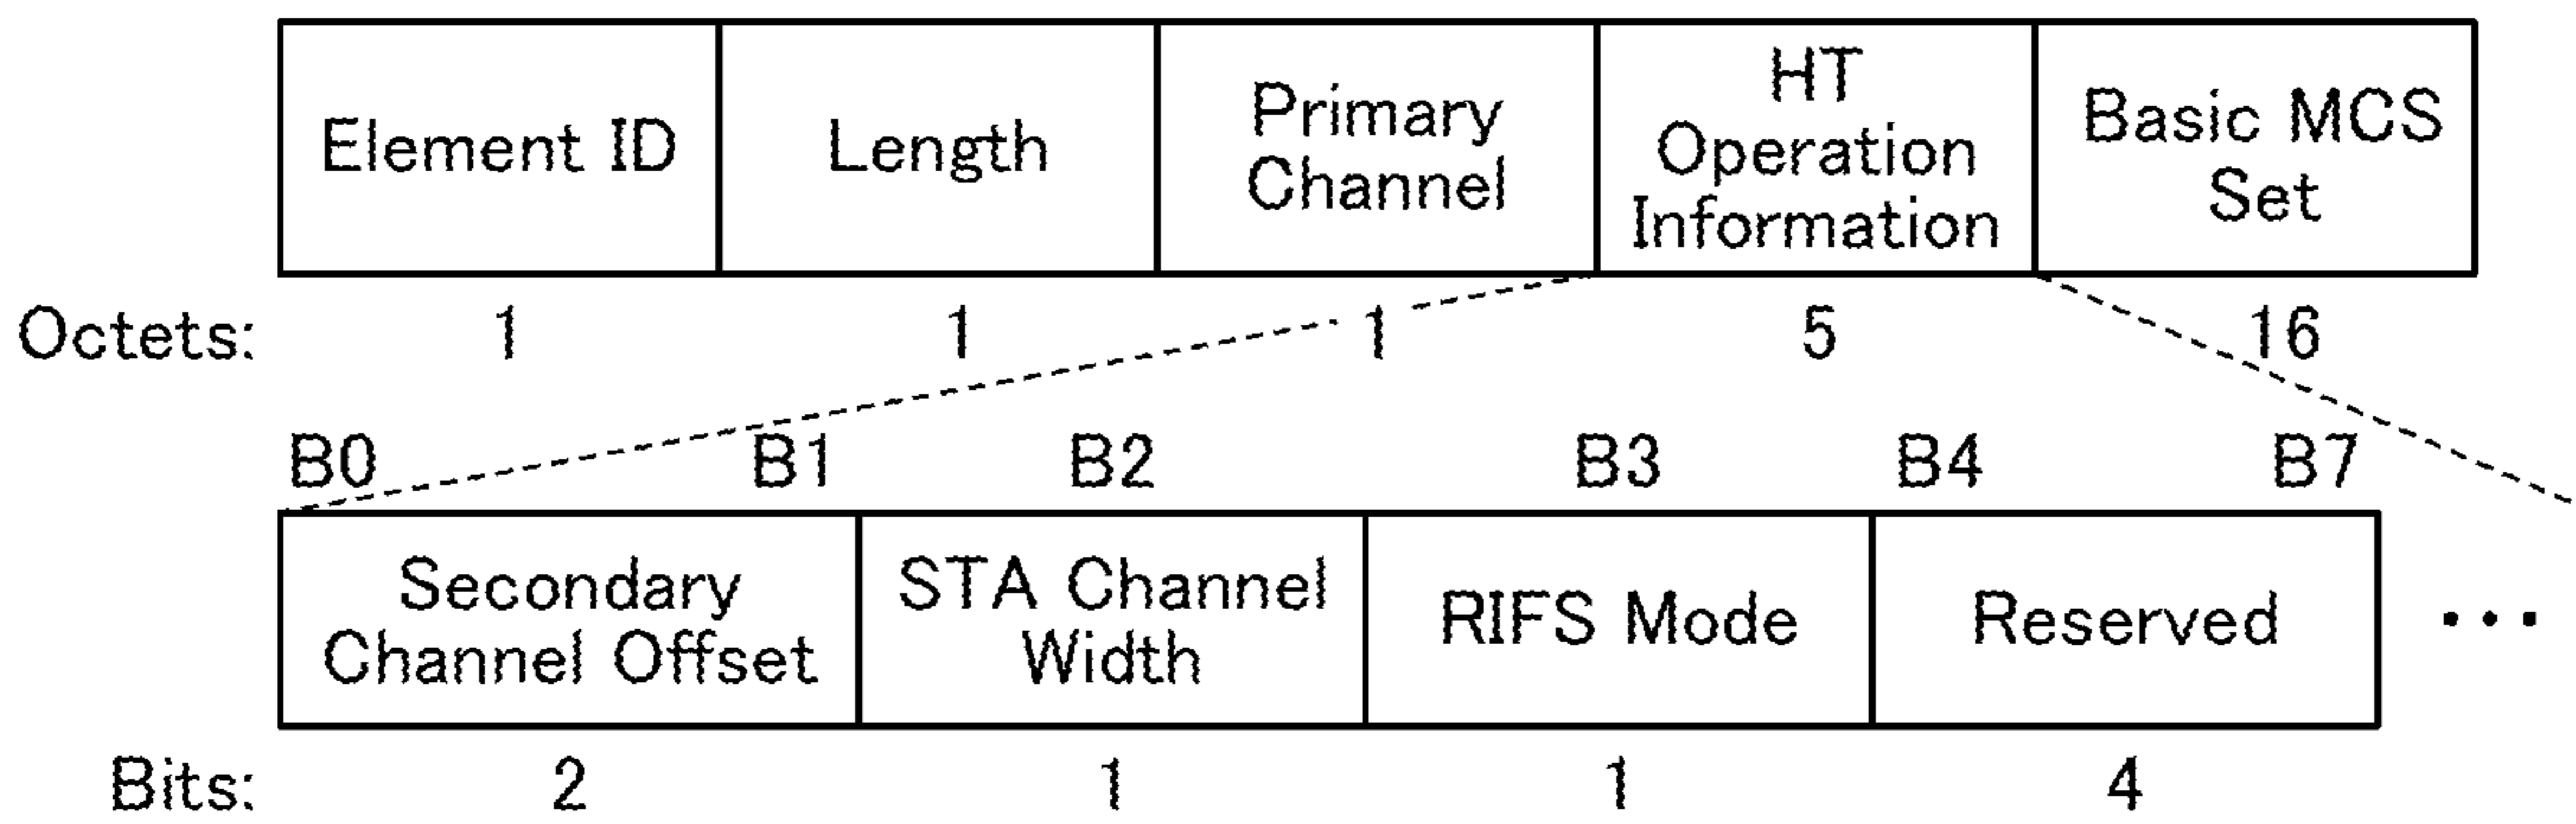 Element ID
Length
Primary
Channel
HT
Operation
Information
Basic MCS
Set
Octets: 1 1 1 5 16
B0 B1 B2 B3 B4 B7
Secondary
Channel Offset
STA Channel
Width
RIFS Mode
Reserved
...
Bits: 2 1 1 4